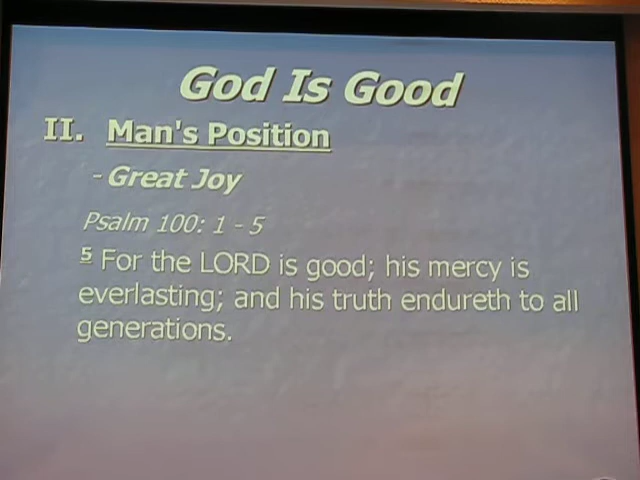 God Is Good
II. Man's Position
- Great Joy
Psalm 100: 1 - 5
5 For the LORD is good; his mercy is
everlasting; and his truth endureth to all
generations.